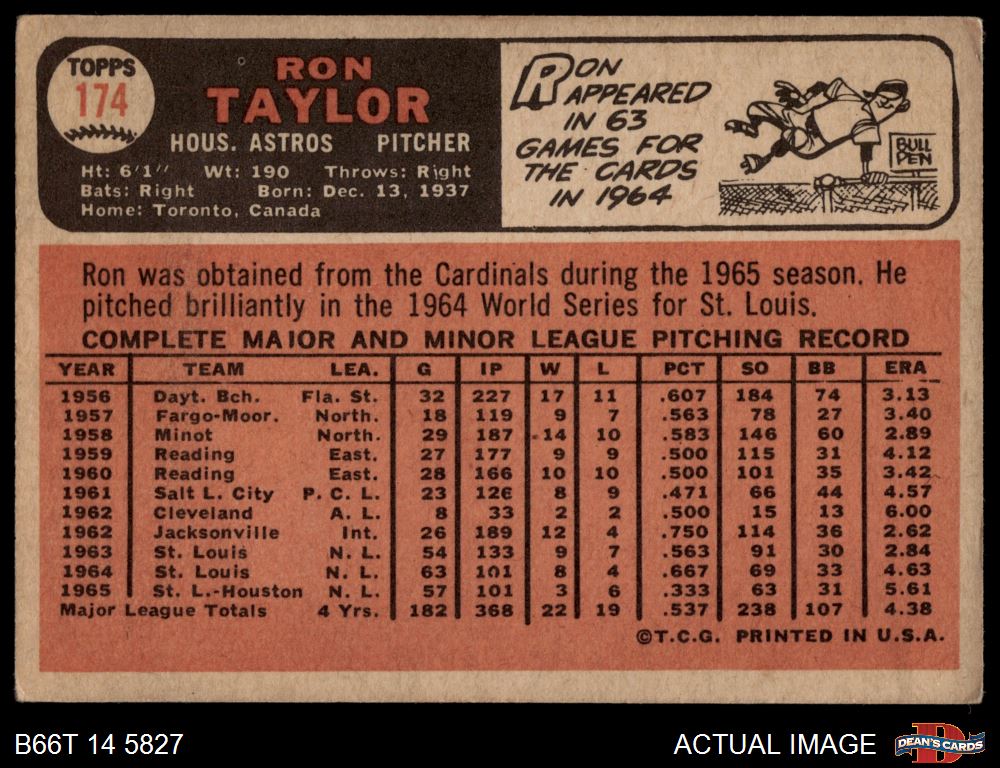 TOPPS
174
RON
TAYLOR
HOUS. ASTROS PITCHER
Ht: 6'1" Wt: 190 Throws: Right
Bats: Right Born: Dec. 13, 1937
Home: Toronto, Canada
RON
APPEARED
IN 63
GAMES FOR
THE CARDS
IN 1964
BULL
PEN
Ron was obtained from the Cardinals during the 1965 season. He
pitched brilliantly in the 1964 World Series for St. Louis.
COMPLETE MAJOR AND MINOR LEAGUE PITCHING RECORD
YEAR TEAM LEA. G IP W L PCT SO BB ERA
1956 Dayt. Bch. Fla. St. 32 227 17 11 .607 184 74 3.13
1957 Fargo-Moor. North. 18 119 9 7 .563 78 27 3.40
1958 Minot North. 29 187 14 10 .583 146 60 2.89
1959 Reading East. 27 177 9 9 .500 115 31 4.12
1960 Reading East. 28 166 10 10 .500 101 35 3.42
1961 Salt L. City P. C. L. 23 126 8 9 .471 66 44 4.57
1962 Cleveland A. L. 8 33 2 2 .500 15 13 6.00
1962 Jacksonville Int. 26 189 12 4 .750 114 36 2.62
1963 St. Louis N. L. 54 133 9 7 .563 91 30 2.84
1964 St. Louis N. L. 63 101 8 4 .667 69 33 4.63
1965 St. L.-Houston N. L. 57 101 3 6 .333 63 31 5.61
Major League Totals 4 Yrs. 182 368 22 19 .537 238 107 4.38
©T.C.G. PRINTED IN U.S.A.
B66T 14 5827
ACTUAL IMAGE
D
DEAN'S CARDS